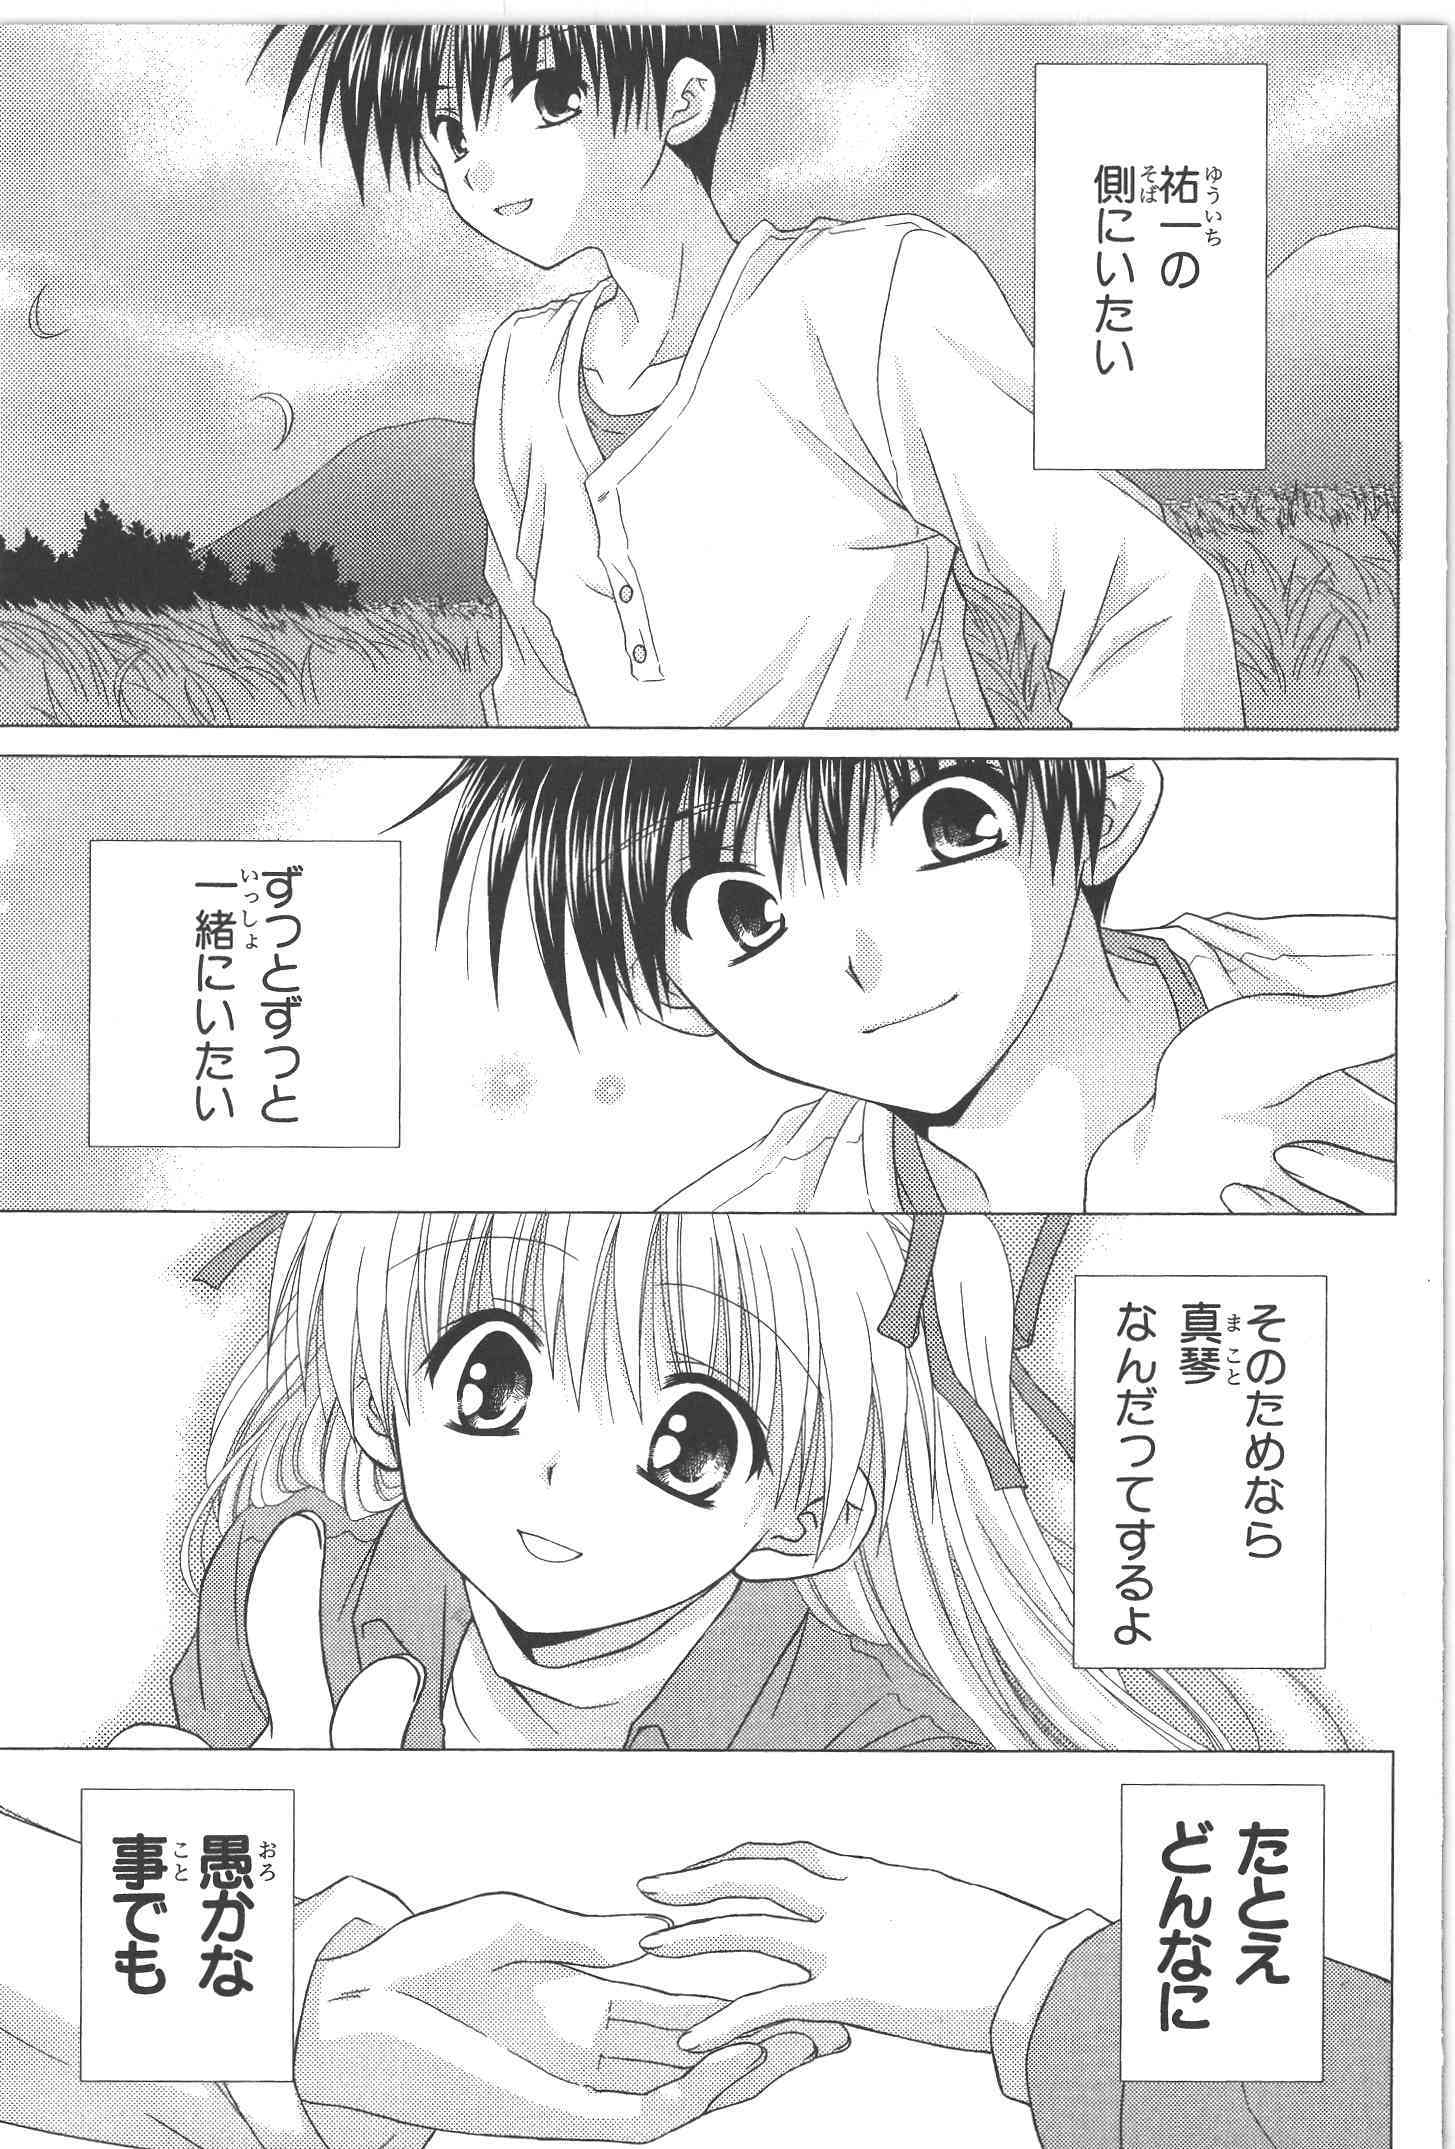 祐一の
側にいたい
ずっとずっと
一緒にいたい
そのためなら
真琴
なんだってするよ
たとえ
どんなに
愚かな
事でも